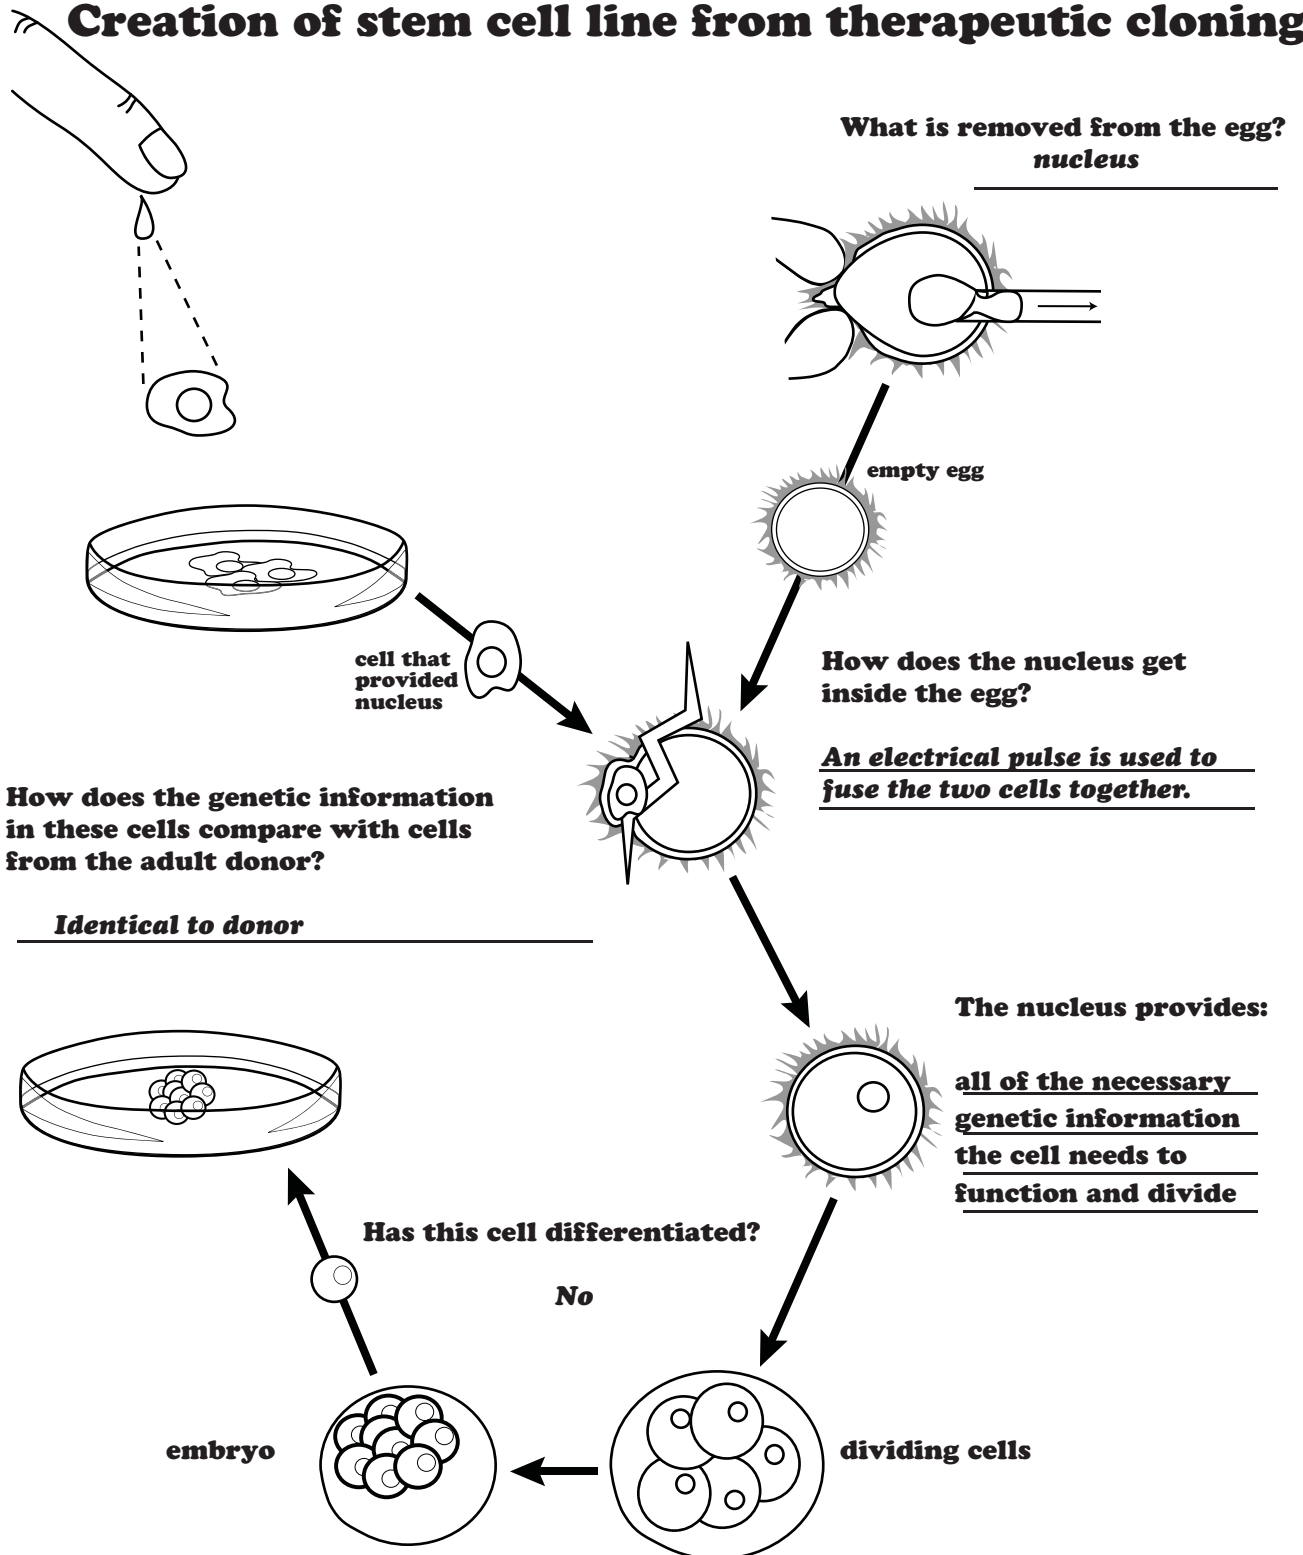 Creation of stem cell line from therapeutic cloning
What is removed from the egg?
nucleus
empty egg
cell that
provided
nucleus
How does the nucleus get
inside the egg?
An electrical pulse is used to
fuse the two cells together.
How does the genetic information
in these cells compare with cells
from the adult donor?
Identical to donor
The nucleus provides:
all of the necessary
genetic information
the cell needs to
function and divide
Has this cell differentiated?
No
embryo
dividing cells